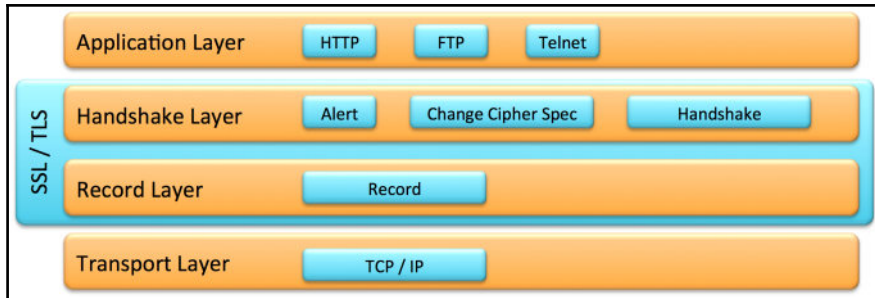 Application Layer HTTP FTP Telnet
SSL / TLS
Handshake Layer Alert Change Cipher Spec Handshake
Record Layer Record
Transport Layer TCP / IP